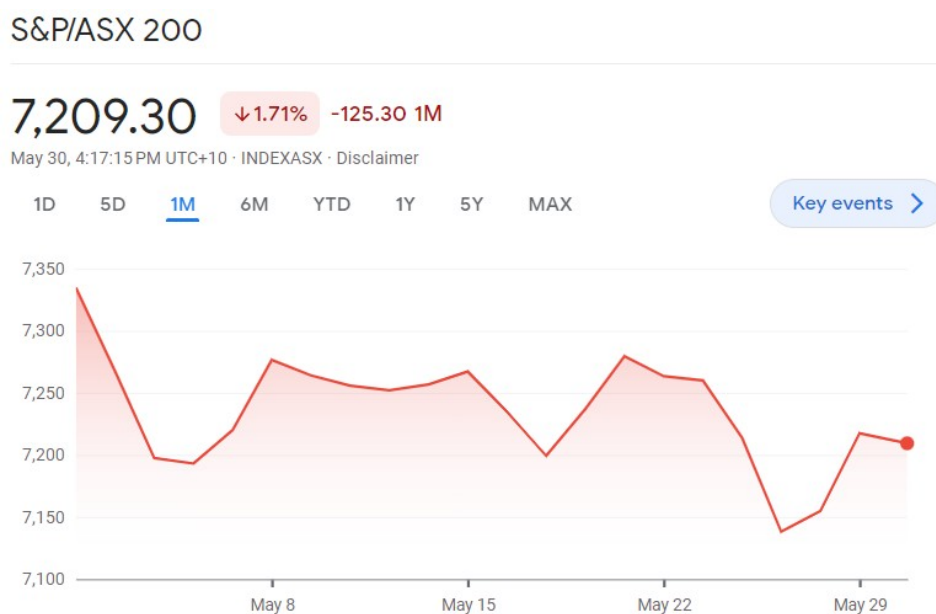 S&P/ASX 200
7,209.30 ↓1.71% -125.30 1M
May 30, 4:17:15 PM UTC+10 · INDEXASX · Disclaimer
1D 5D 1M 6M YTD 1Y 5Y MAX Key events
7,350
7,300
7,250
7,200
7,150
7,100
May 8 May 15 May 22 May 29